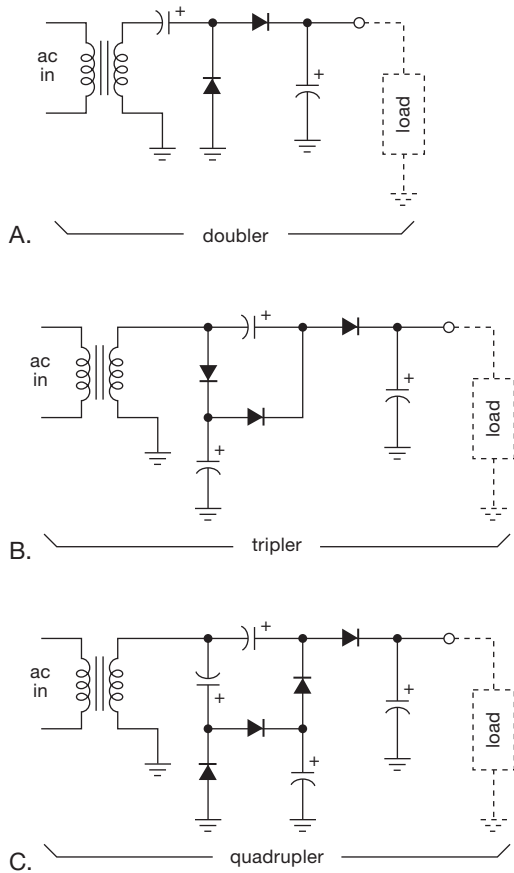 ac
in
+
+
load
A.
doubler
ac
in
+
+
+
load
B.
tripler
ac
in
+
+
+
+
load
C.
quadrupler